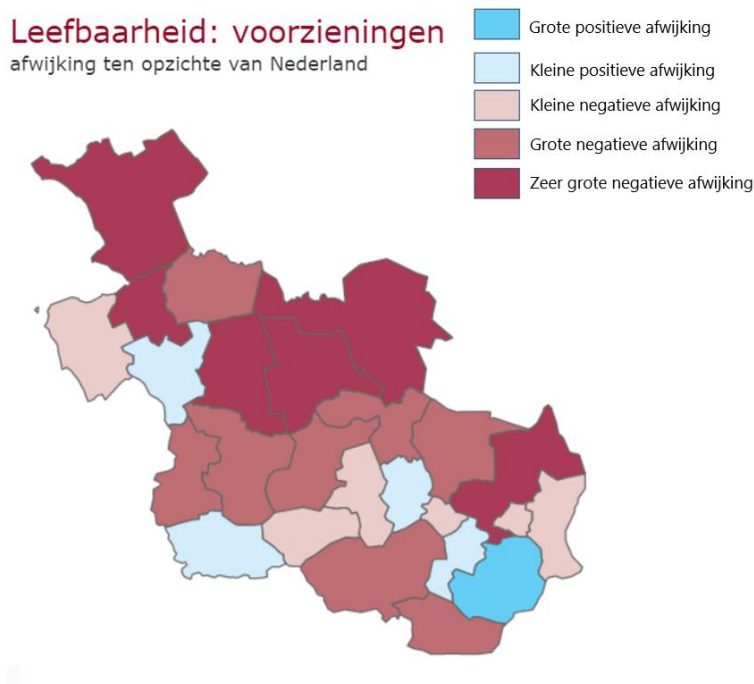 Leefbaarheid: voorzieningen
afwijking ten opzichte van Nederland
Grote positieve afwijking
Kleine positieve afwijking
Kleine negatieve afwijking
Grote negatieve afwijking
Zeer grote negatieve afwijking